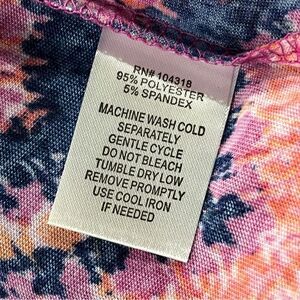 RN# 104318
95% POLYESTER
5% SPANDEX
MACHINE WASH COLD
SEPARATELY
GENTLE CYCLE
DO NOT BLEACH
TUMBLE DRY LOW
REMOVE PROMPTLY
USE COOL IRON
IF NEEDED